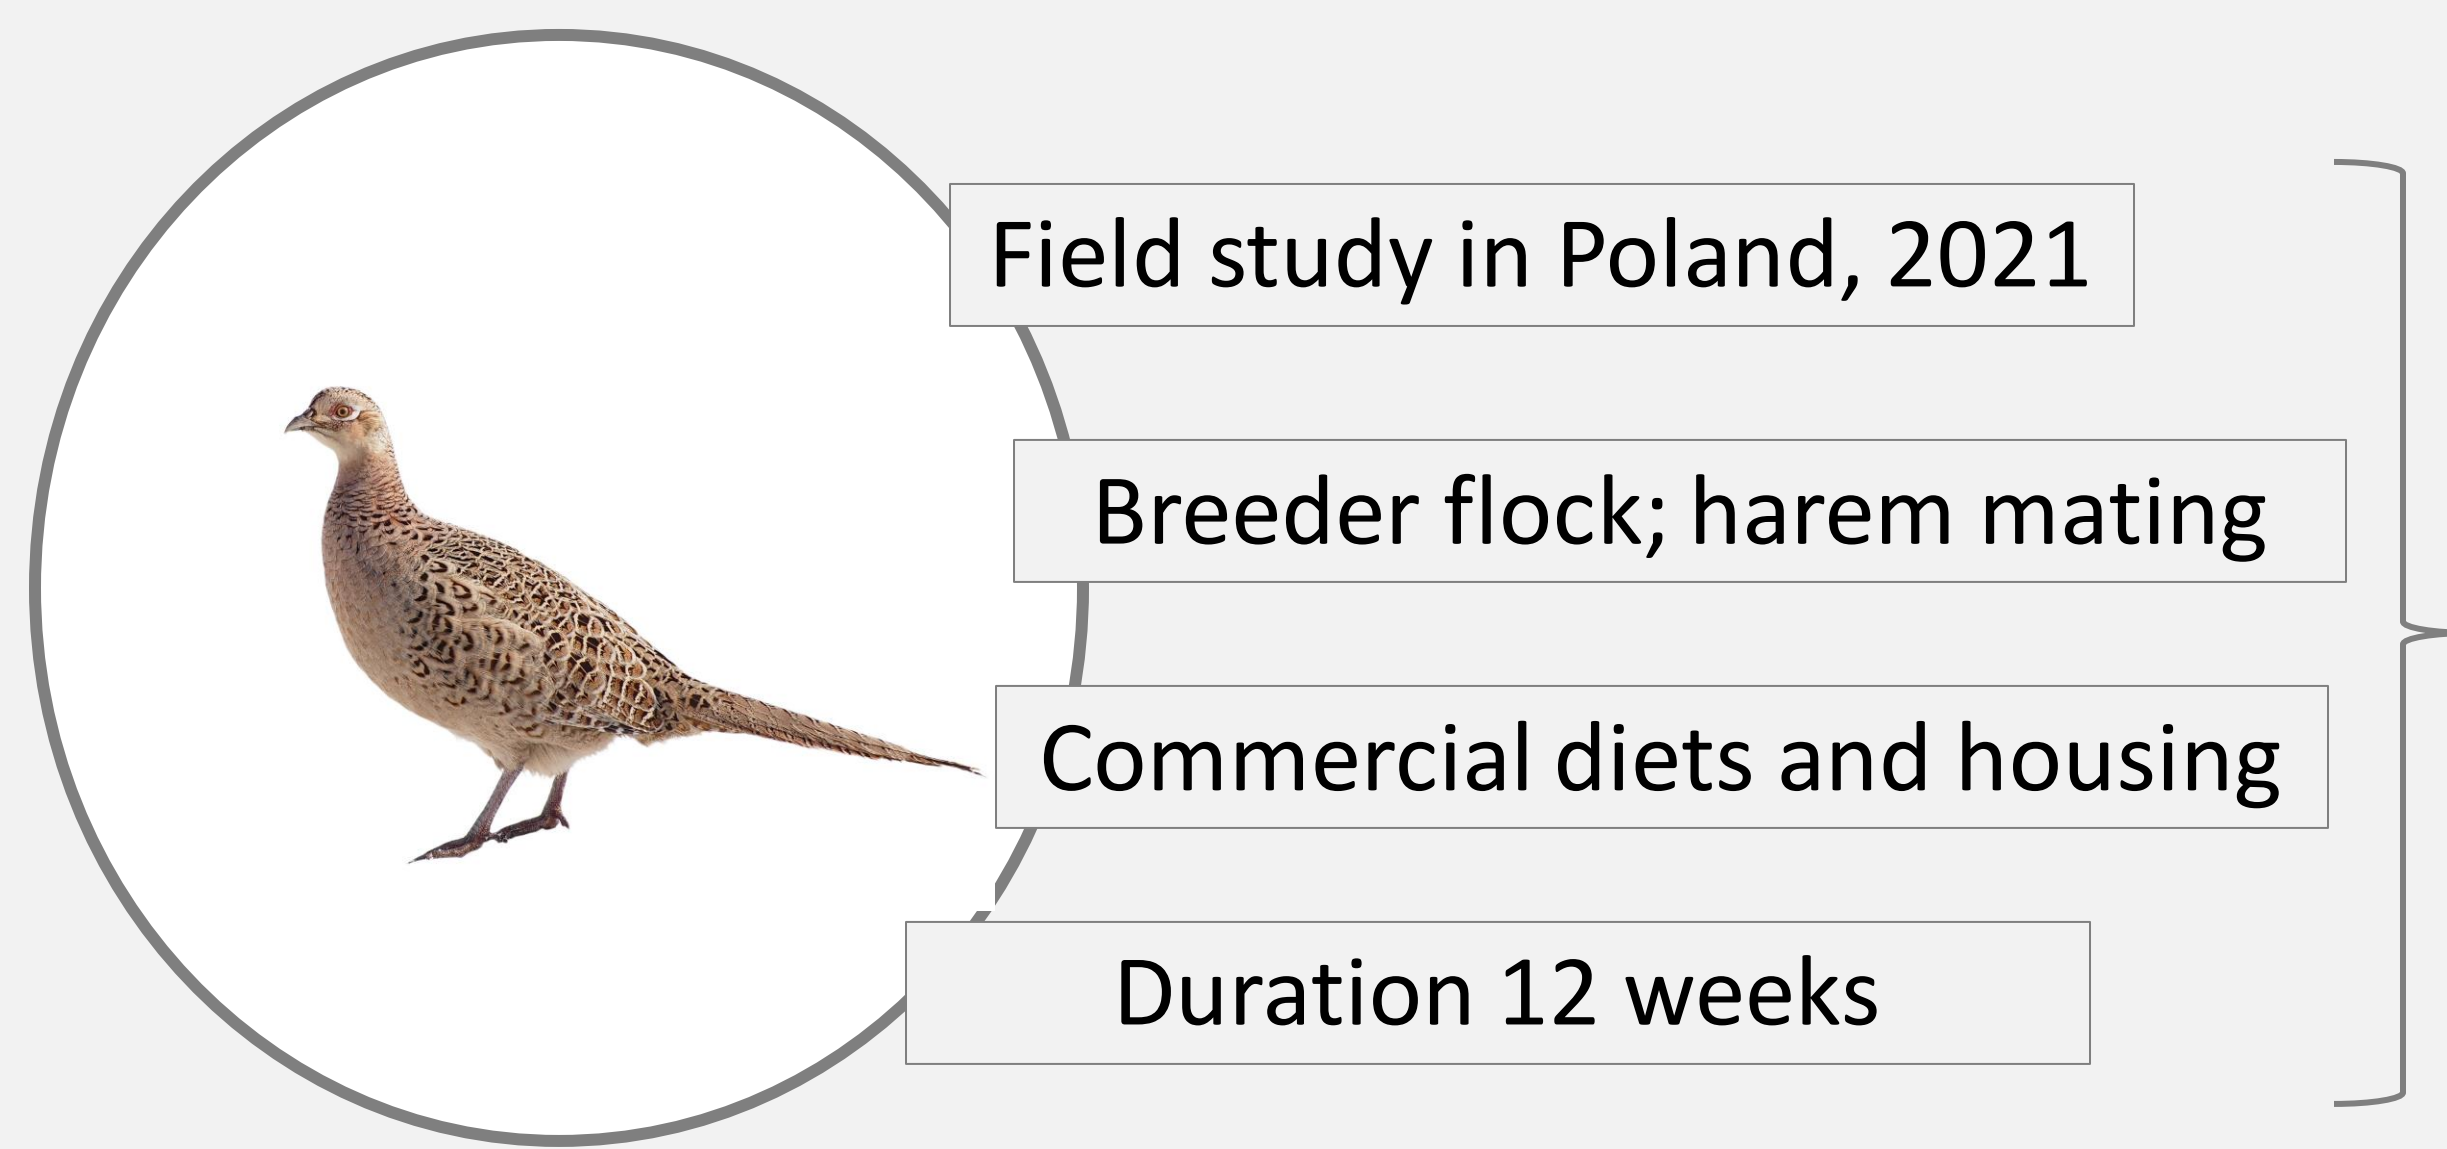 Field study in Poland, 2021
Breeder flock; harem mating
Commercial diets and housing
Duration 12 weeks